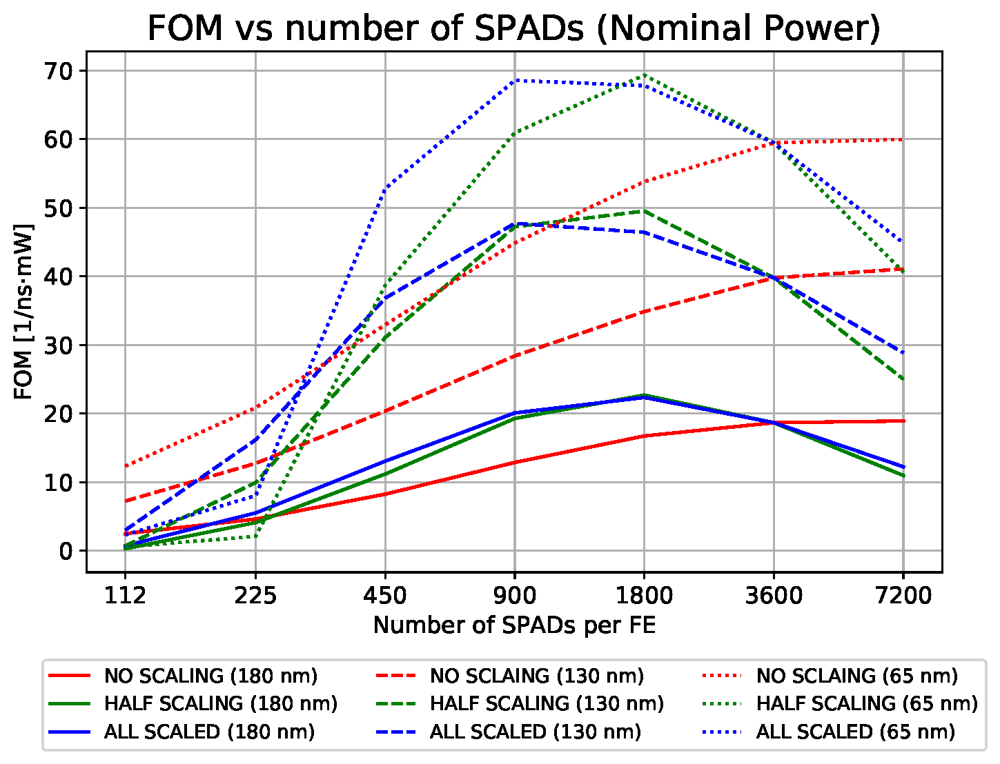 FOM vs number of SPADs (Nominal Power)
FOM [1/ns·mW]
70
60
50
40
30
20
10
0
112 225 450 900 1800 3600 7200
Number of SPADs per FE
NO SCALING (180 nm) NO SCLAING (130 nm) NO SCLAING (65 nm)
HALF SCALING (180 nm) HALF SCALING (130 nm) HALF SCALING (65 nm)
ALL SCALED (180 nm) ALL SCALED (130 nm) ALL SCALED (65 nm)